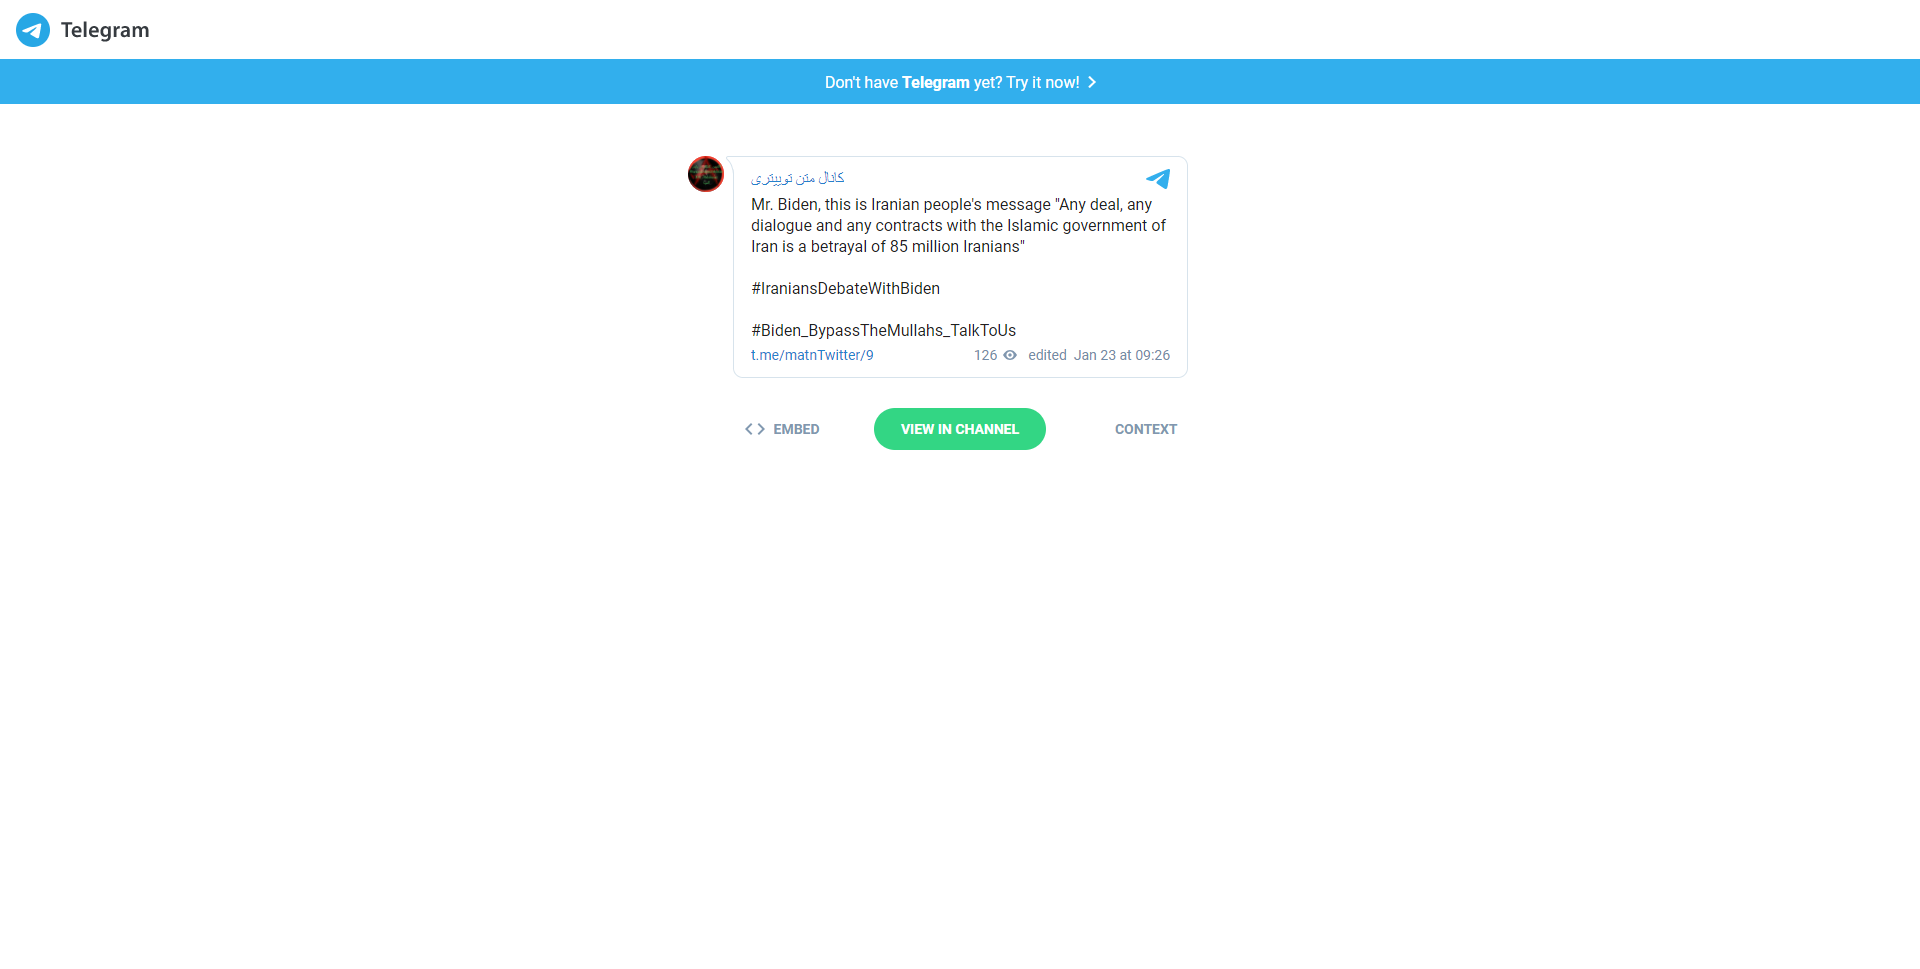 Telegram
Don't have Telegram yet? Try it now!
کانال متن توییتری
Mr. Biden, this is Iranian people's message "Any deal, any
dialogue and any contracts with the Islamic government of
Iran is a betrayal of 85 million Iranians"
#IraniansDebateWithBiden
#Biden_BypassTheMullahs_TalkToUs
t.me/matnTwitter/9 126 edited Jan 23 at 09:26
EMBED VIEW IN CHANNEL CONTEXT